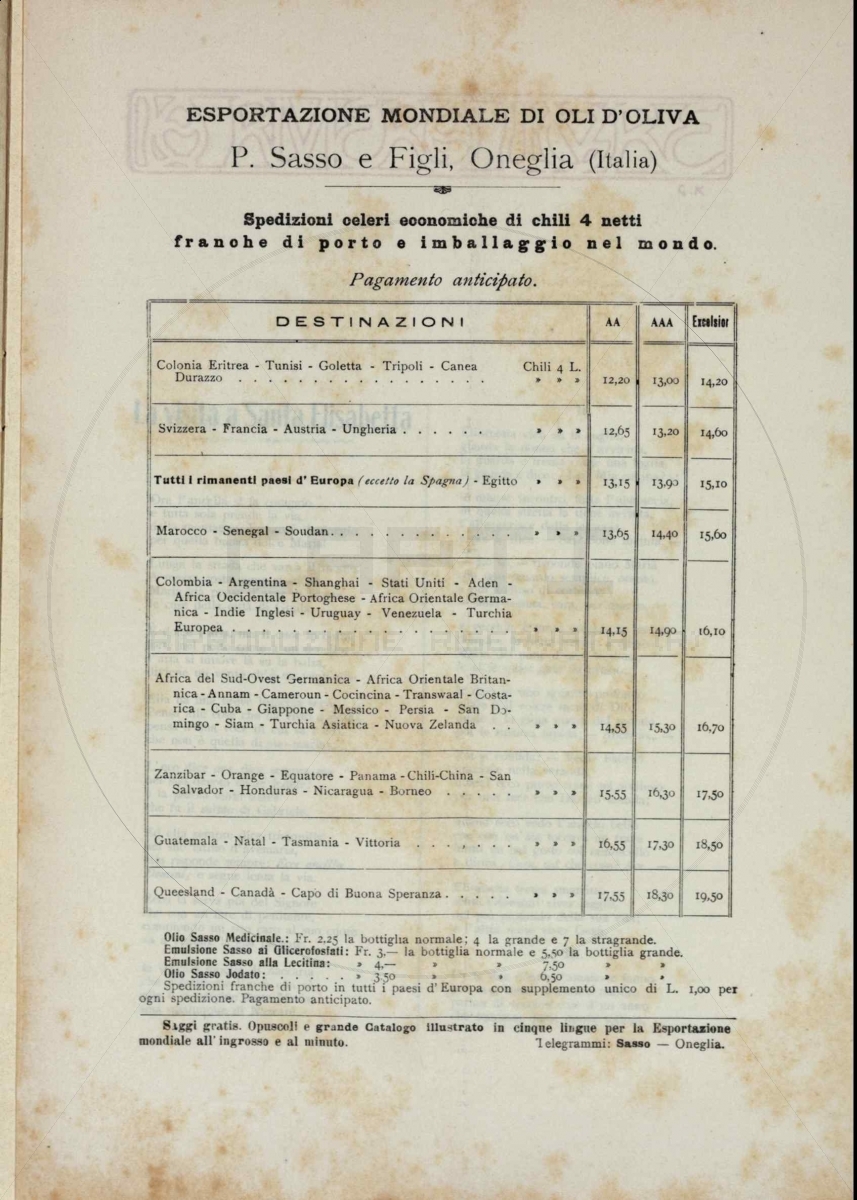 ESPORTAZIONE MONDIALE DI OLI D'OLIVA
P. Sasso e Figli, Oneglia (Italia)
Spedizioni celeri economiche di chili 4 netti
franche di porto e imballaggio nel mondo.
Pagamento anticipato.
DESTINAZIONI AA AAA Excelsior
Colonia Eritrea - Tunisi - Goletta - Tripoli - Canea Chili 4 L.
Durazzo . . . . . . . . . . . . . . . . . » » » 12,20 13,00 14,20
Svizzera - Francia - Austria - Ungheria . . . . . . » » » 12,65 13,20 14,60
Tutti i rimanenti paesi d' Europa (eccetto la Spagna) - Egitto » » » 13,15 13,90 15,10
Marocco - Senegal - Soudan. . . . . . . . . . . . . » » » 13,65 14,40 15,60
Colombia - Argentina - Shanghai - Stati Uniti - Aden -
Africa Occidentale Portoghese - Africa Orientale Germa-
nica - Indie Inglesi - Uruguay - Venezuela - Turchia
Europea . . . . . . . . . . . . . . . . . . . » » » 14,15 14,90 16,10
Africa del Sud-Ovest Germanica - Africa Orientale Britan-
nica - Annam - Cameroun - Cocincina - Transwaal - Costa-
rica - Cuba - Giappone - Messico - Persia - San Do-
mingo - Siam - Turchia Asiatica - Nuova Zelanda . . » » » 14,55 15,30 16,70
Zanzibar - Orange - Equatore - Panama - Chili-China - San
Salvador - Honduras - Nicaragua - Borneo . . . . . » » » 15,55 16,30 17,50
Guatemala - Natal - Tasmania - Vittoria . . . . . . . » » » 16,55 17,30 18,50
Queesland - Canadà - Capo di Buona Speranza . . . . . » » » 17,55 18,30 19,50
Olio Sasso Medicinale.: Fr. 2,25 la bottiglia normale; 4 la grande e 7 la stragrande.
Emulsione Sasso ai Glicerofosfati: Fr. 3,— la bottiglia normale e 5,50 la bottiglia grande.
Emulsione Sasso alla Lecitina: » 4,— » » 7,50 » »
Olio Sasso Jodato: . . . . . » 3,50 » » 6,50 » »
Spedizioni franche di porto in tutti i paesi d'Europa con supplemento unico di L. 1,00 per
ogni spedizione. Pagamento anticipato.
Saggi gratis. Opuscoli e grande Catalogo illustrato in cinque lingue per la Esportazione
mondiale all' ingrosso e al minuto. Telegrammi: Sasso — Oneglia.